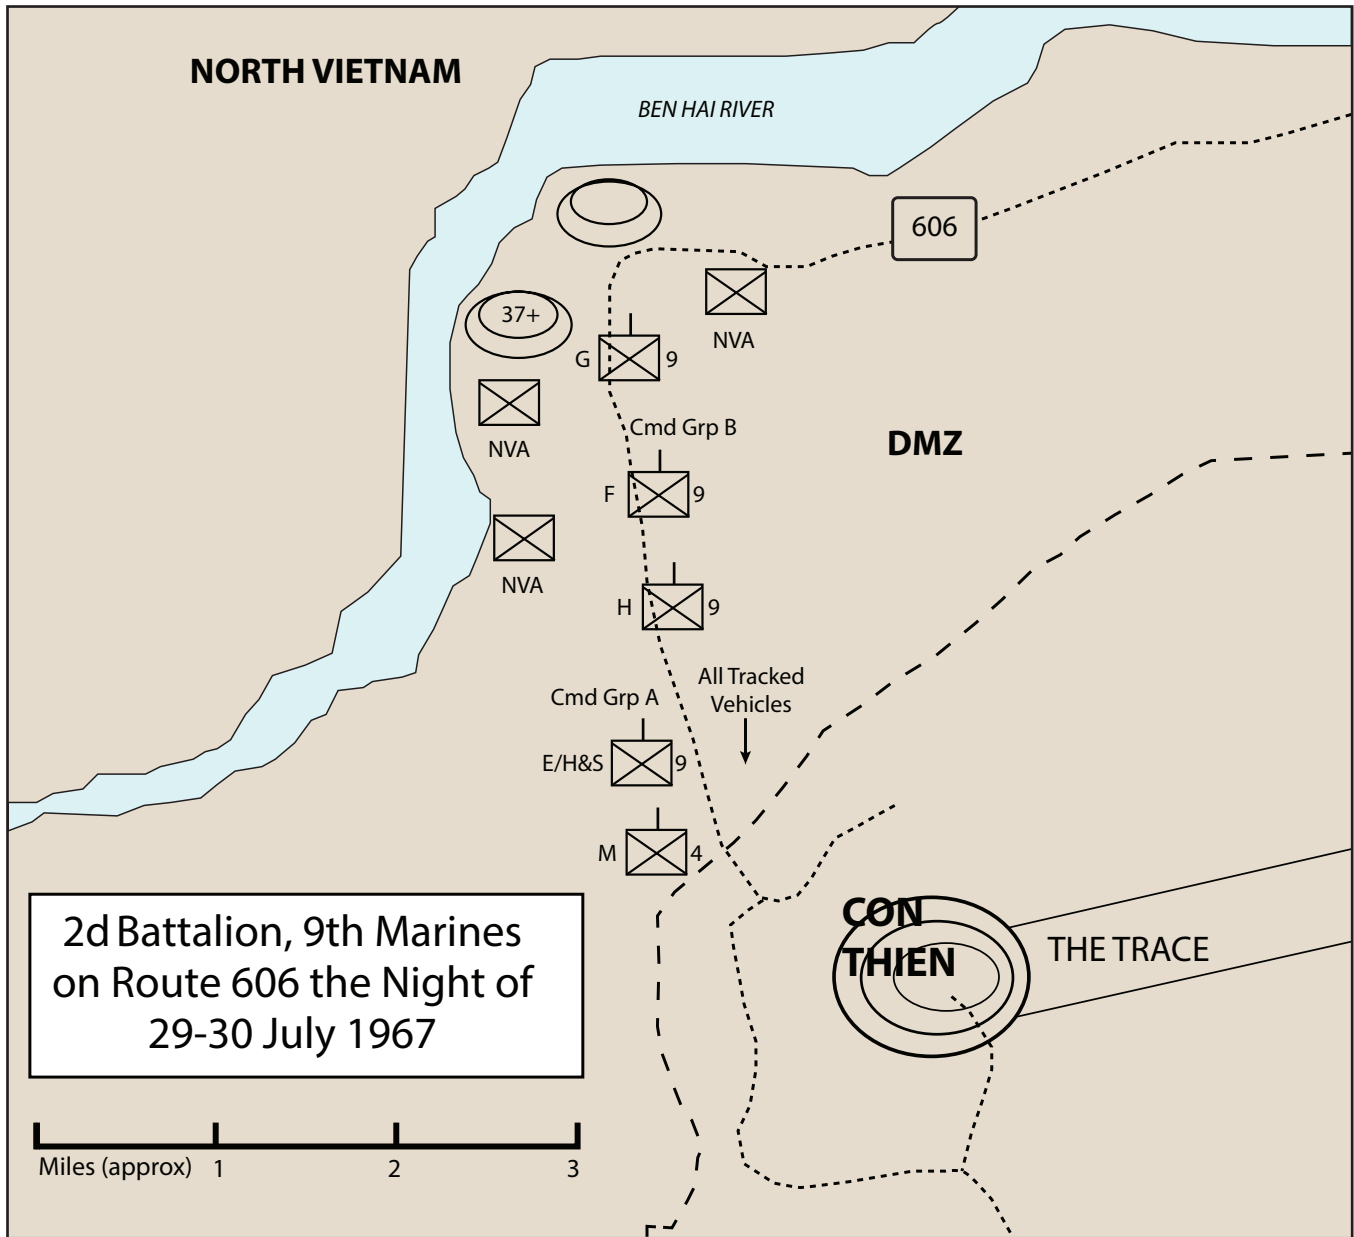 NORTH VIETNAM
BEN HAI RIVER
606
37+
NVA
G 9
NVA
Cmd Grp B
DMZ
F 9
NVA
H 9
All Tracked
Vehicles
Cmd Grp A
E/H&S 9
M 4
CON
THIEN
THE TRACE
2d Battalion, 9th Marines
on Route 606 the Night of
29-30 July 1967
Miles (approx) 1 2 3